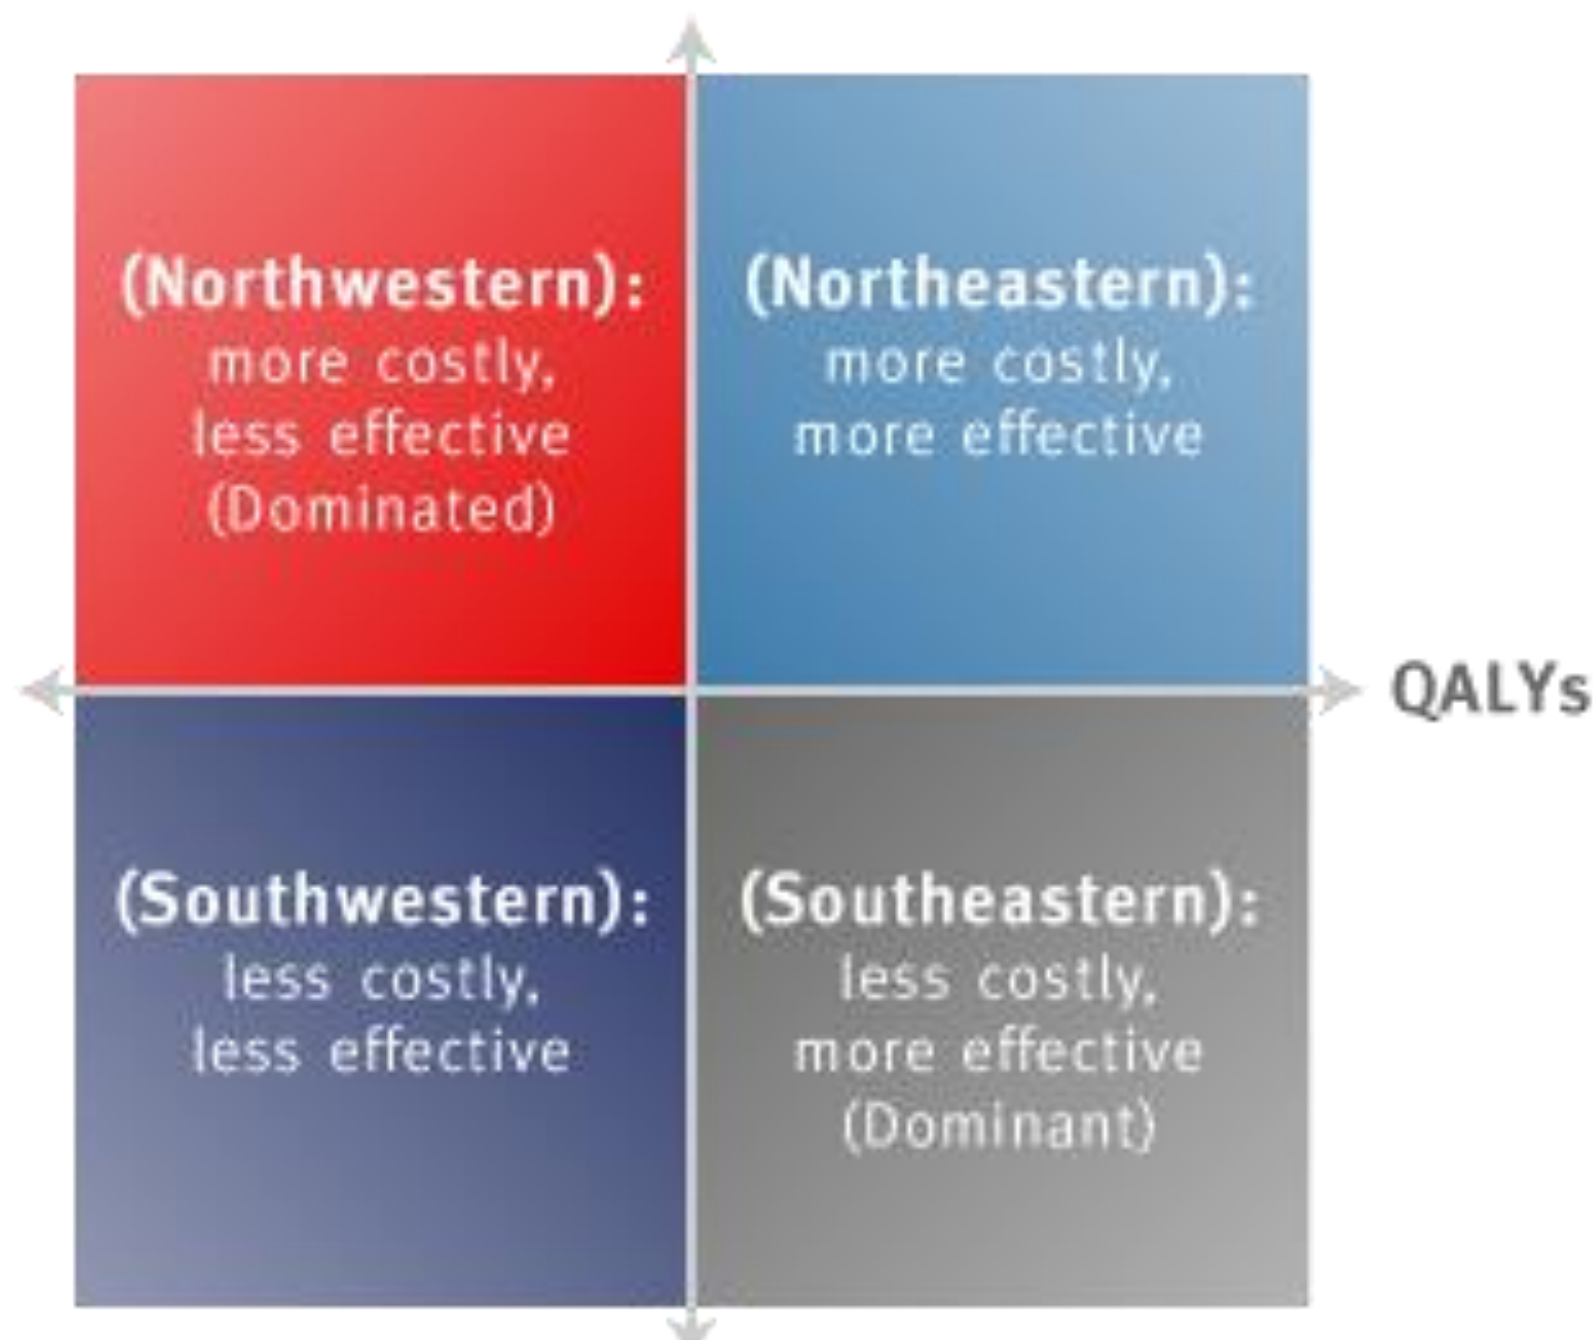 (Northwestern):
more costly,
less effective
(Dominated)
(Northeastern):
more costly,
more effective
QALYs
(Southwestern):
less costly,
less effective
(Southeastern):
less costly,
more effective
(Dominant)